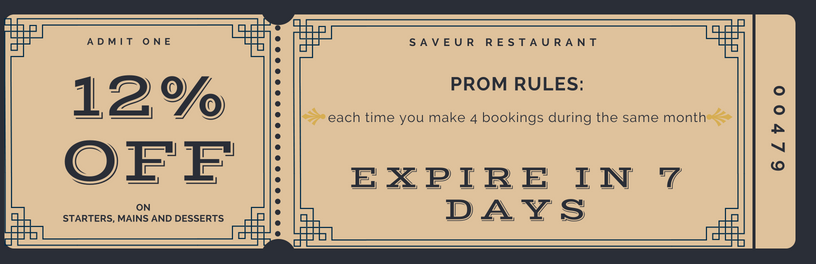 ADMIT ONE
12%
OFF
ON
STARTERS, MAINS AND DESSERTS
SAVEUR RESTAURANT
PROM RULES:
each time you make 4 bookings during the same month
EXPIRE IN 7
DAYS
00479